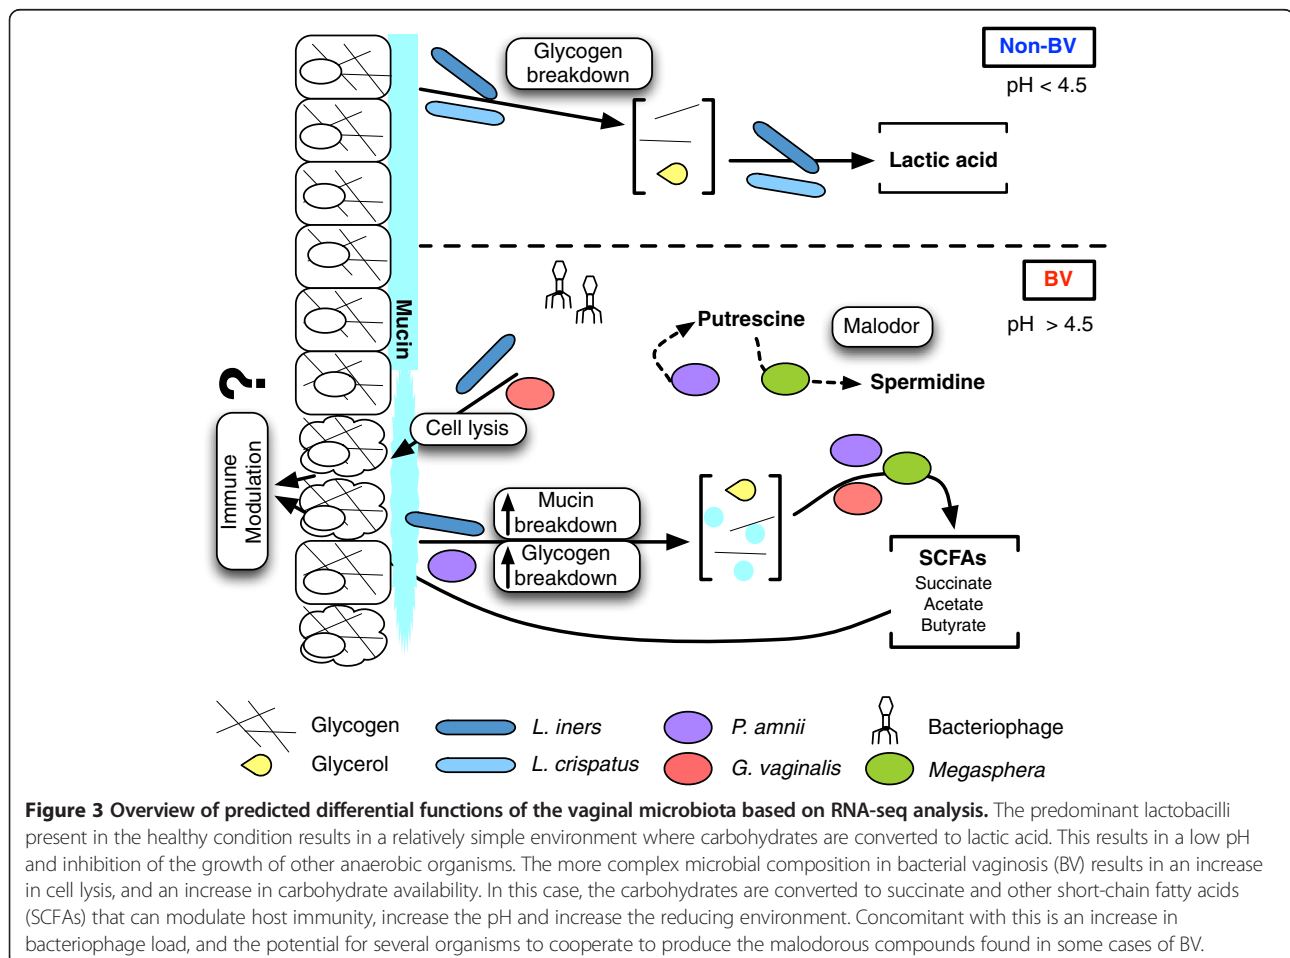 Glycogen
breakdown
Non-BV
pH < 4.5
Lactic acid
BV
pH > 4.5
Mucin
Putrescine
Malodor
Spermidine
?
Immune
Modulation
Cell lysis
Mucin
breakdown
Glycogen
breakdown
SCFAs
Succinate
Acetate
Butyrate
Glycogen
L. iners
P. amnii
Bacteriophage
Glycerol
L. crispatus
G. vaginalis
Megasphera
Figure 3 Overview of predicted differential functions of the vaginal microbiota based on RNA-seq analysis. The predominant lactobacilli
present in the healthy condition results in a relatively simple environment where carbohydrates are converted to lactic acid. This results in a low pH
and inhibition of the growth of other anaerobic organisms. The more complex microbial composition in bacterial vaginosis (BV) results in an increase
in cell lysis, and an increase in carbohydrate availability. In this case, the carbohydrates are converted to succinate and other short-chain fatty acids
(SCFAs) that can modulate host immunity, increase the pH and increase the reducing environment. Concomitant with this is an increase in
bacteriophage load, and the potential for several organisms to cooperate to produce the malodorous compounds found in some cases of BV.